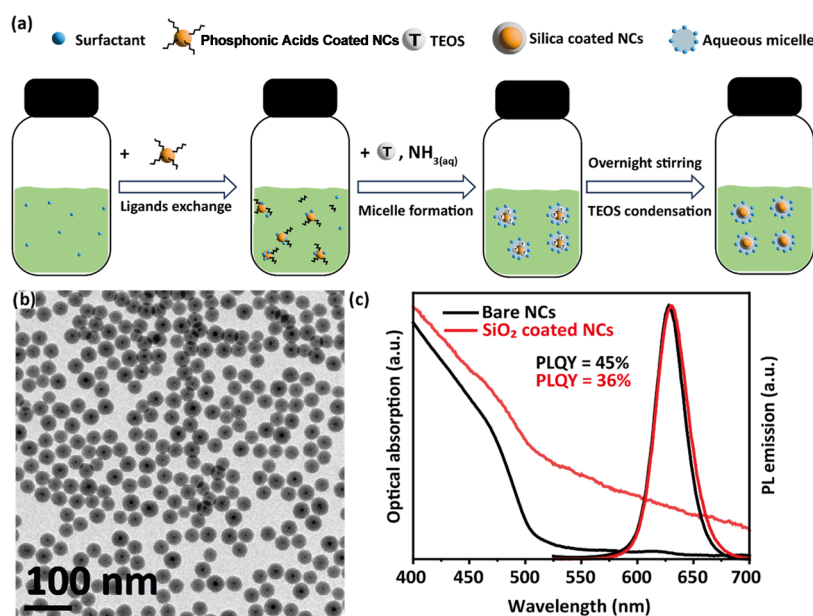 (a)
Surfactant
Phosphonic Acids Coated NCs
T
TEOS
Silica coated NCs
Aqueous micelle
+
Ligands exchange
+ T , NH3(aq)
Micelle formation
Overnight stirring
TEOS condensation
(b)
100 nm
(c)
Bare NCs
SiO₂ coated NCs
PLQY = 45%
PLQY = 36%
Optical absorption (a.u.)
PL emission (a.u.)
400 450 500 550 600 650 700
Wavelength (nm)